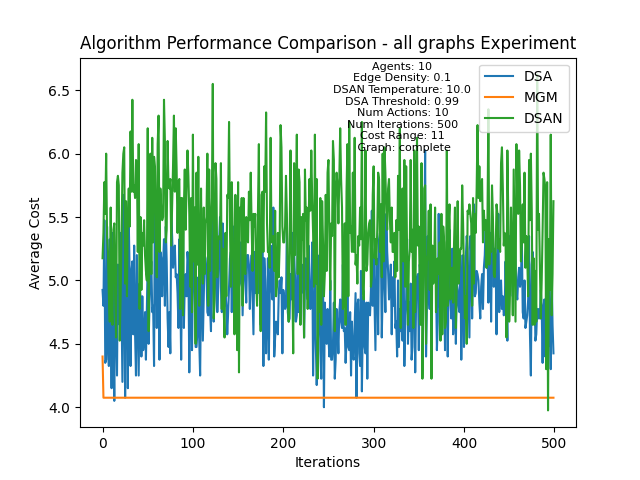 Algorithm Performance Comparison - all graphs Experiment
Agents: 10
Edge Density: 0.1
DSAN Temperature: 10.0
DSA Threshold: 0.99
Num Actions: 10
Num Iterations: 500
Cost Range: 11
Graph: complete
DSA
MGM
DSAN
Average Cost
6.5
6.0
5.5
5.0
4.5
4.0
0
100
200
300
400
500
Iterations